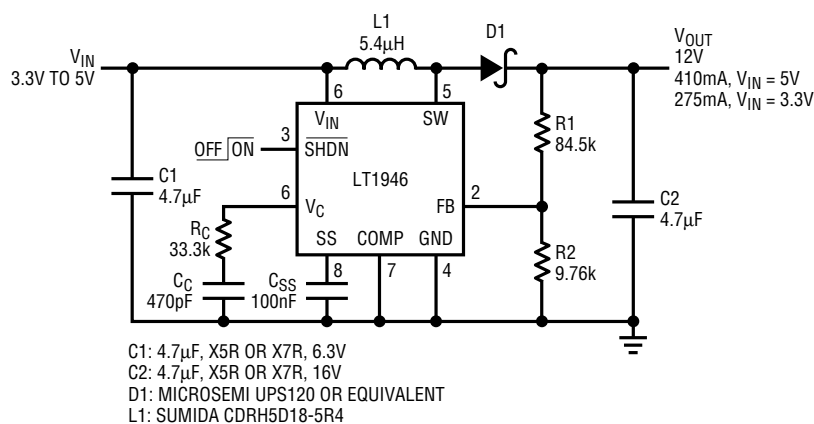 L1
5.4µH
D1
VIN
3.3V TO 5V
VOUT
12V
410mA, VIN = 5V
275mA, VIN = 3.3V
6
5
VIN
SW
3
OFF ON
SHDN
R1
84.5k
LT1946
C1
4.7µF
6
VC
2
FB
C2
4.7µF
RC
33.3k
SS
COMP
GND
R2
9.76k
8
7
4
CC
470pF
CSS
100nF
C1: 4.7µF, X5R OR X7R, 6.3V
C2: 4.7µF, X5R OR X7R, 16V
D1: MICROSEMI UPS120 OR EQUIVALENT
L1: SUMIDA CDRH5D18-5R4